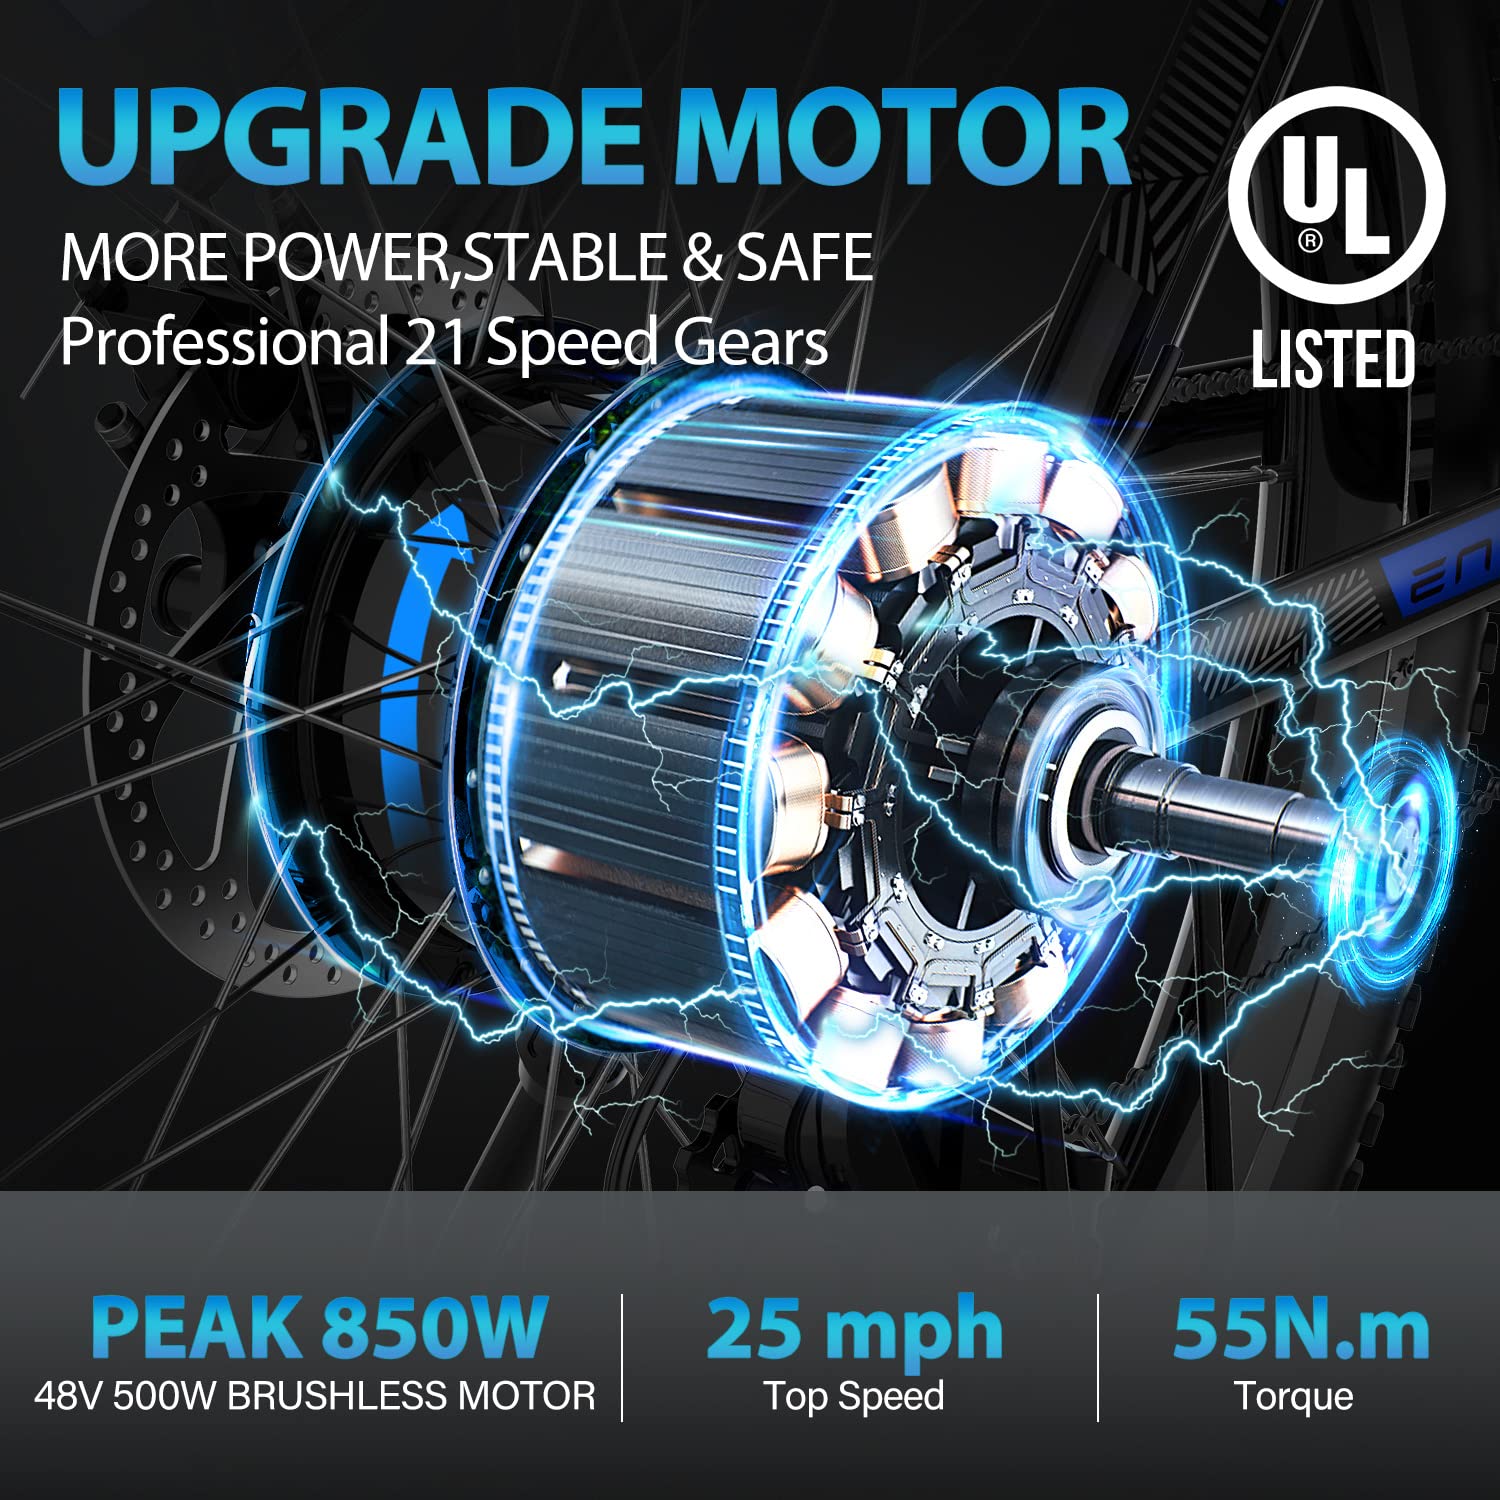 UPGRADE MOTOR
MORE POWER,STABLE & SAFE
Professional 21 Speed Gears
UL
®
LISTED
PEAK 850W
48V 500W BRUSHLESS MOTOR
25 mph
Top Speed
55N.m
Torque